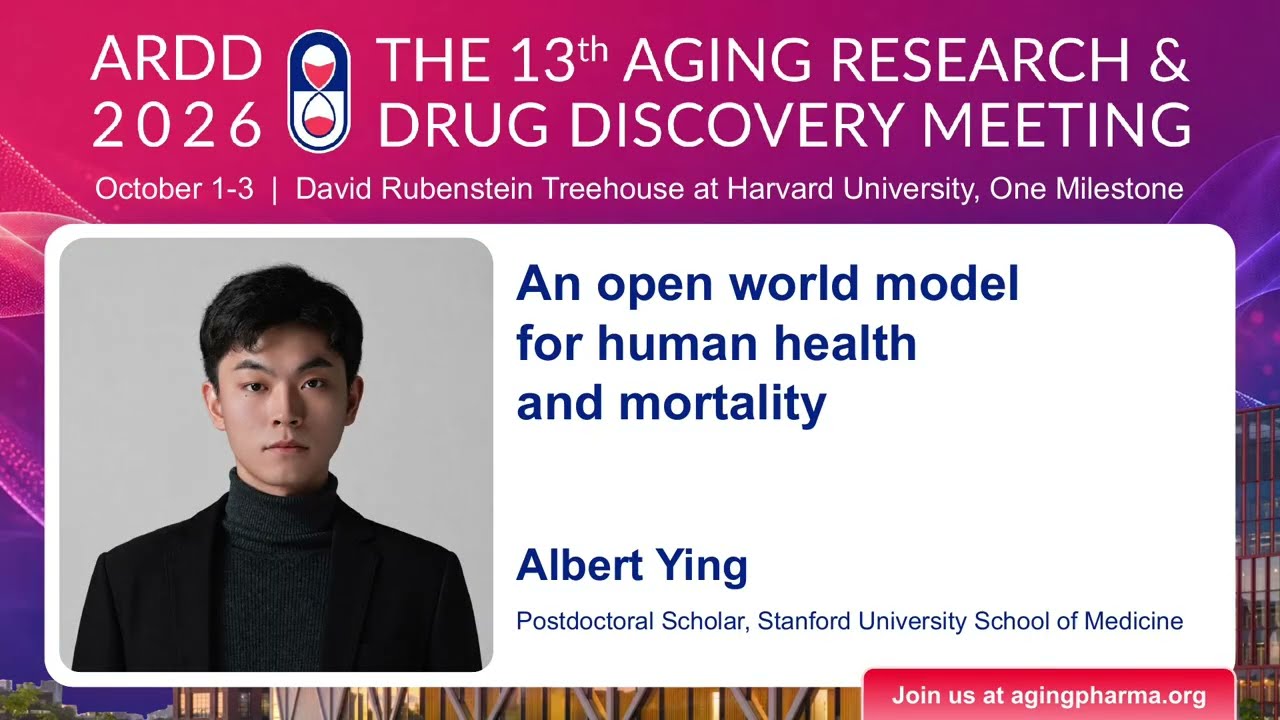 ARDD 2026
THE 13th AGING RESEARCH &
DRUG DISCOVERY MEETING
October 1-3 | David Rubenstein Treehouse at Harvard University, One Milestone
An open world model
for human health
and mortality
Albert Ying
Postdoctoral Scholar, Stanford University School of Medicine
Join us at agingpharma.org